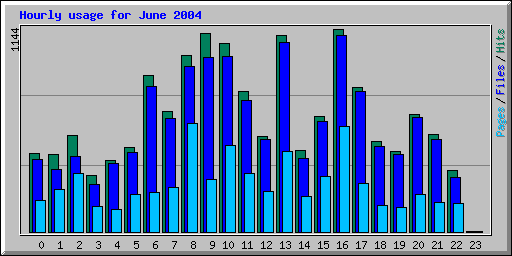 Hourly usage for June 2004
1144
Pages / Files / Hits
0 1 2 3 4 5 6 7 8 9 10 11 12 13 14 15 16 17 18 19 20 21 22 23